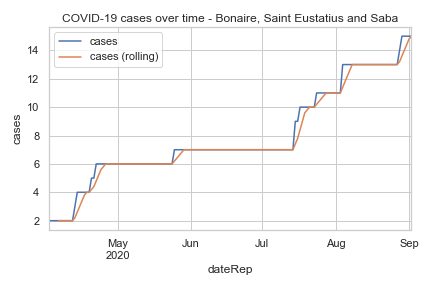 COVID-19 cases over time - Bonaire, Saint Eustatius and Saba
cases
cases (rolling)
14
12
10
8
6
4
2
cases
May
2020
Jun
Jul
Aug
Sep
dateRep